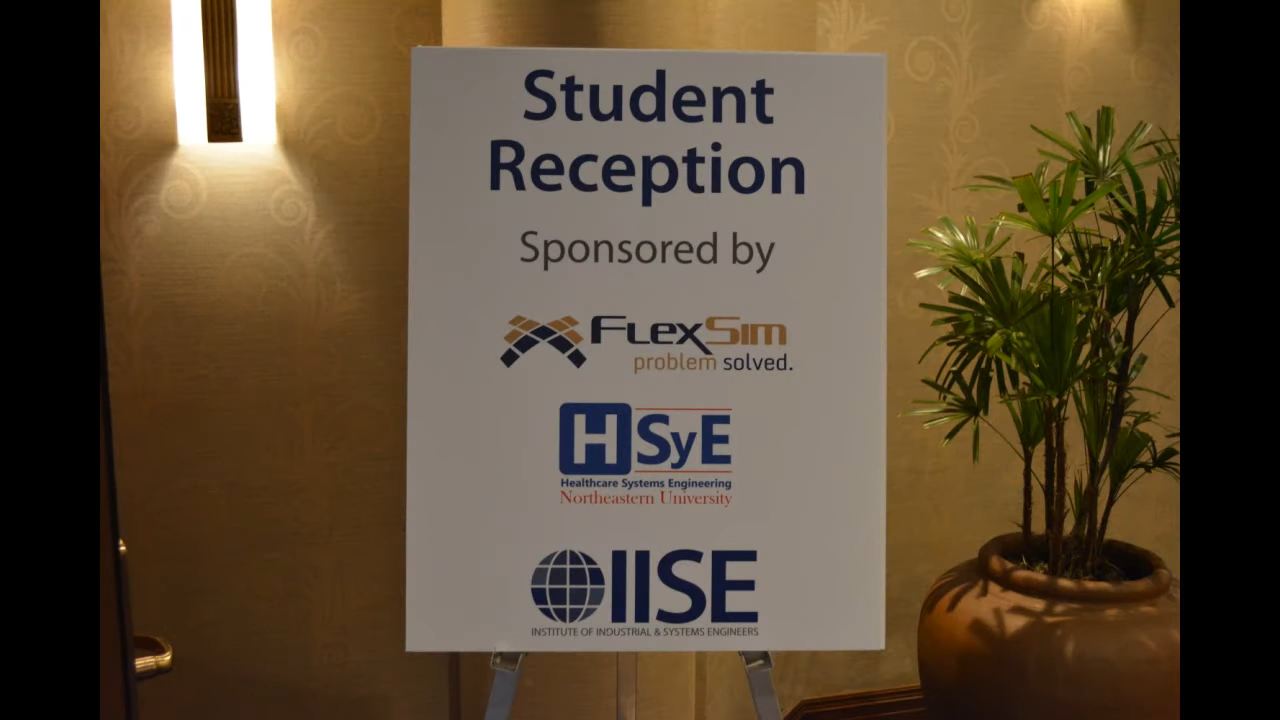 Student
Reception
Sponsored by
FlexSim
problem solved.
HSyE
Healthcare Systems Engineering
Northeastern University
IISE
INSTITUTE OF INDUSTRIAL & SYSTEMS ENGINEERS